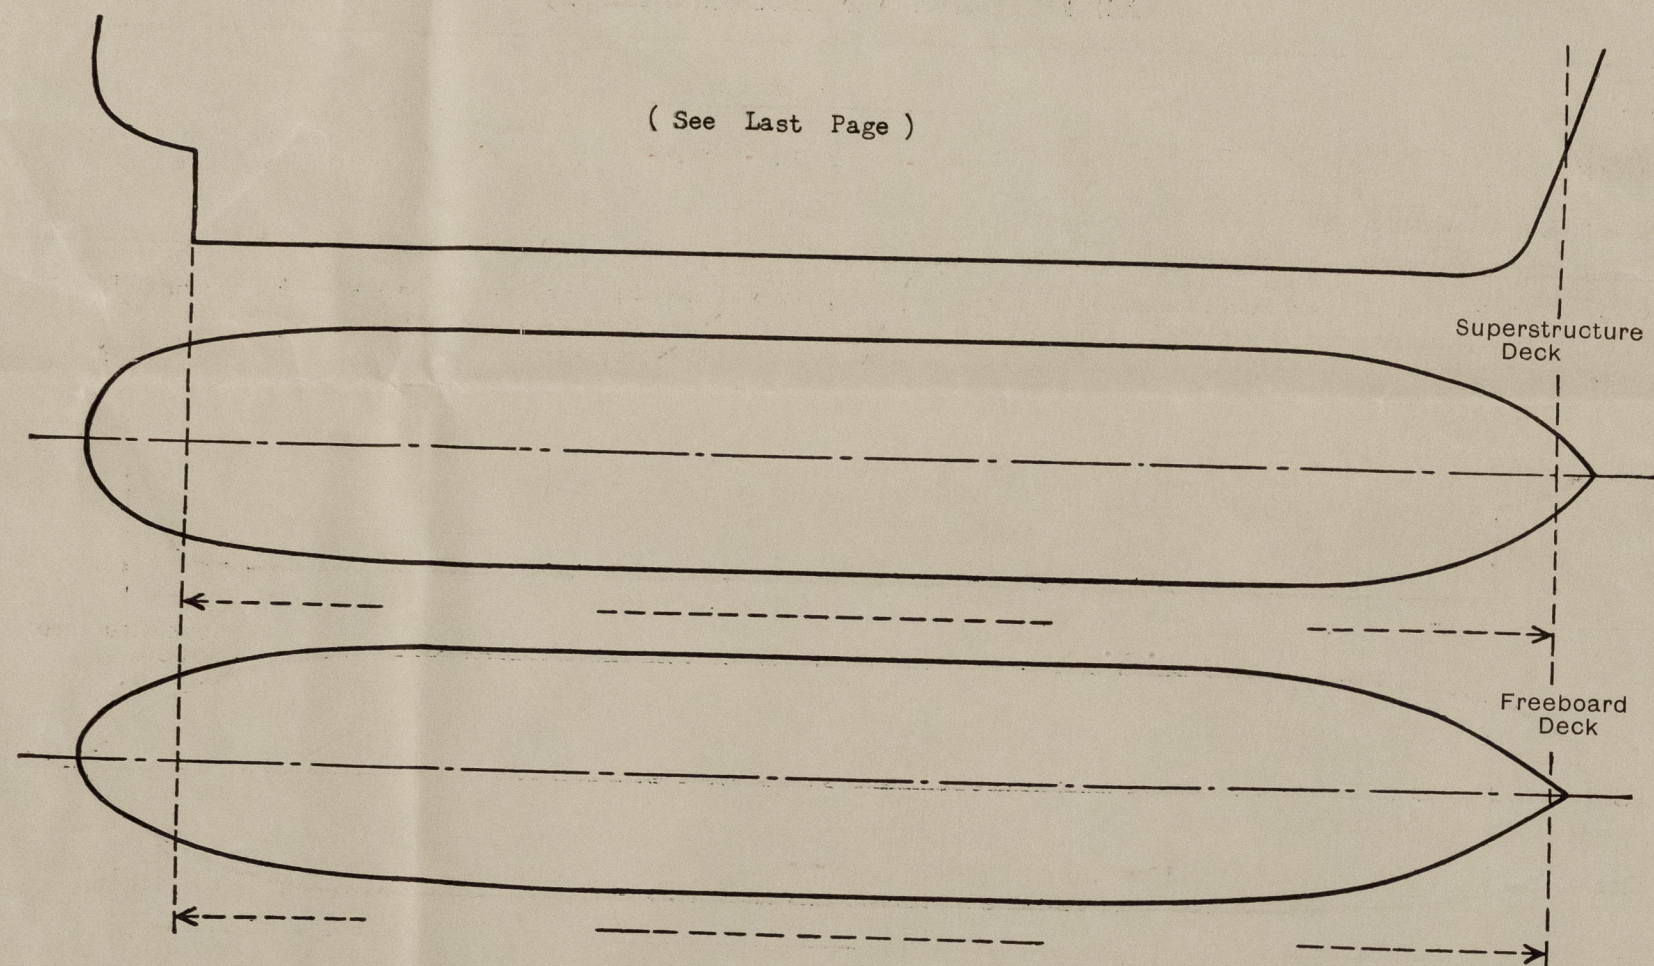 ( See Last Page )
Superstructure
Deck
Freeboard
Deck